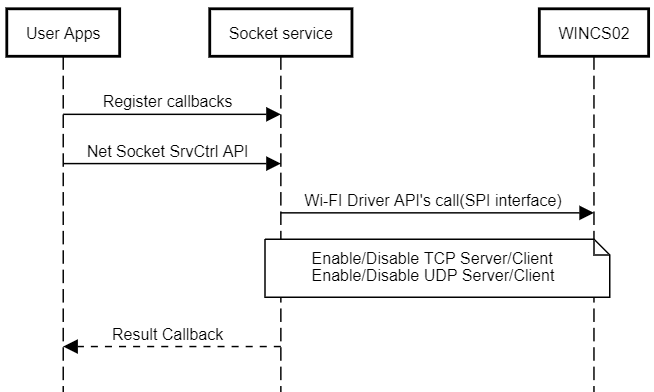 User Apps
Socket service
WINCS02
Register callbacks
Net Socket SrvCtrl API
Wi-FI Driver API's call(SPI interface)
Enable/Disable TCP Server/Client
Enable/Disable UDP Server/Client
Result Callback